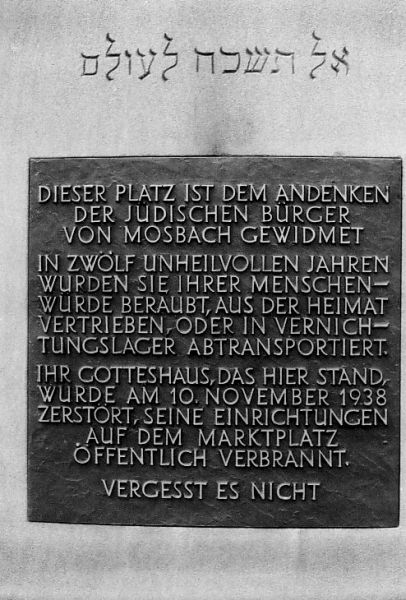 אל תשכח לעולם
DIESER PLATZ IST DEM ANDENKEN
DER JÜDISCHEN BÜRGER
VON MOSBACH GEWIDMET
IN ZWÖLF UNHEILVOLLEN JAHREN
WURDEN SIE IHRER MENSCHEN-
WÜRDE BERAUBT, AUS DER HEIMAT
VERTRIEBEN, ODER IN VERNICH-
TUNGSLAGER ABTRANSPORTIERT.
IHR GOTTESHAUS, DAS HIER STAND,
WURDE AM 10. NOVEMBER 1938
ZERSTÖRT, SEINE EINRICHTUNGEN
AUF DEM MARKTPLATZ
ÖFFENTLICH VERBRANNT.
VERGESST ES NICHT